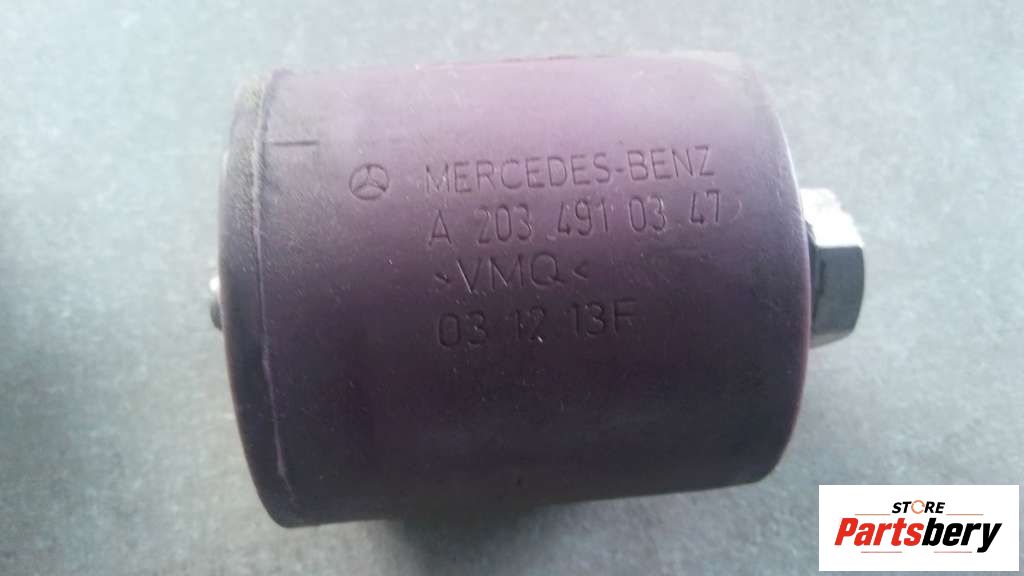 MERCEDES-BENZ
A 203 491 03 47
>VMQ<
03 12 13F
STORE
Partsbery